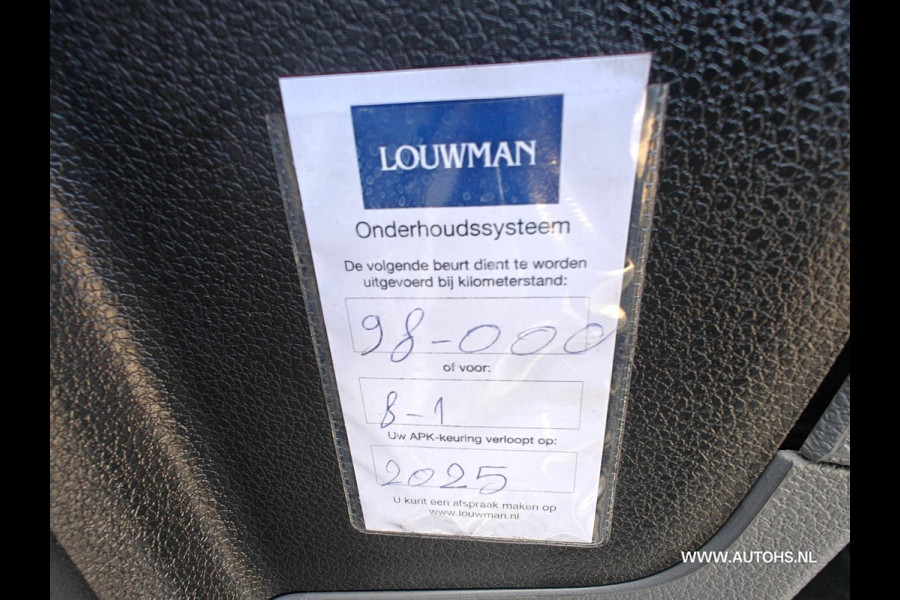 LOUWMAN
Onderhoudssysteem
De volgende beurt dient te worden
uitgevoerd bij kilometerstand:
98-000
of voor:
8-1
Uw APK-keuring verloopt op:
2025
U kunt een afspraak maken op
www.louwman.nl
WWW.AUTOHS.NL